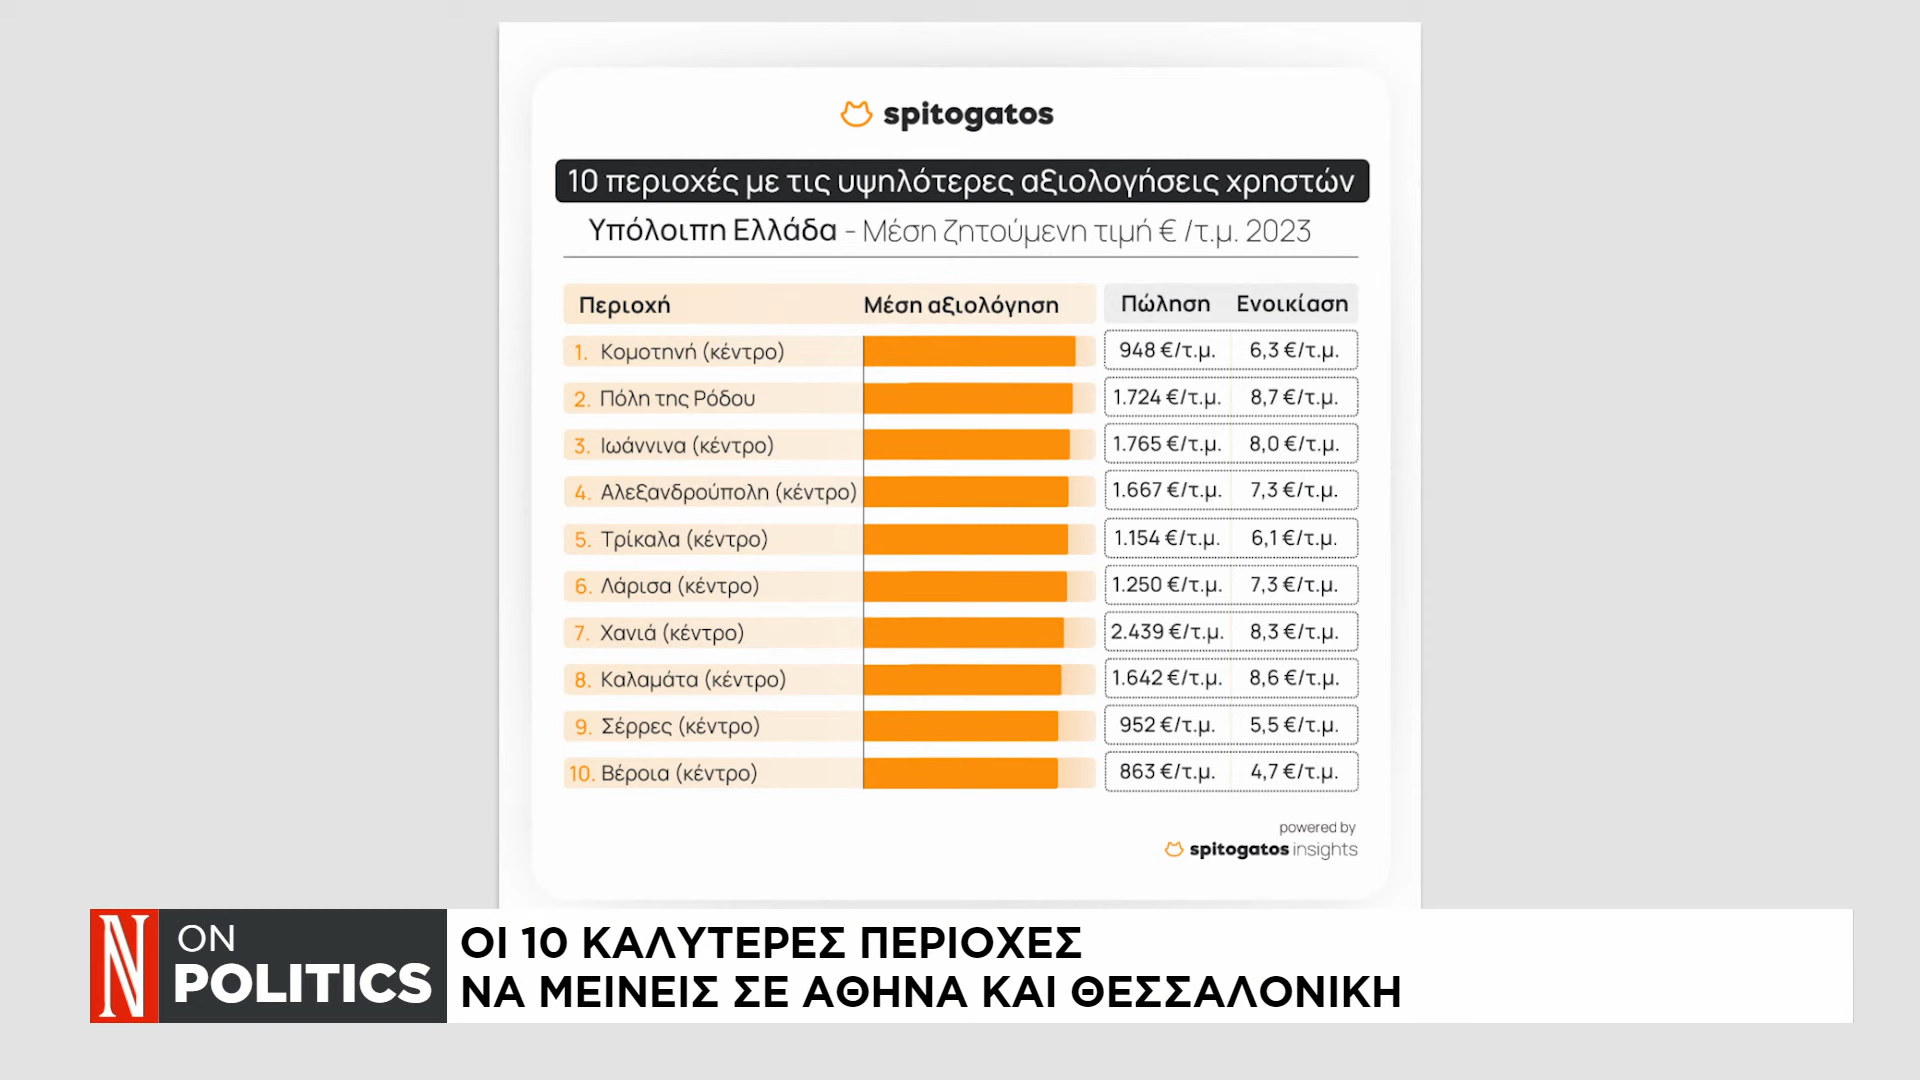 spitogatos
10 περιοχές με τις υψηλότερες αξιολογήσεις χρηστών
Υπόλοιπη Ελλάδα - Μέση ζητούμενη τιμή € /τ.μ. 2023
Περιοχή Μέση αξιολόγηση Πώληση Ενοικίαση
1. Κομοτηνή (κέντρο) 948 €/τ.μ. 6,3 €/τ.μ.
2. Πόλη της Ρόδου 1.724 €/τ.μ. 8,7 €/τ.μ.
3. Ιωάννινα (κέντρο) 1.765 €/τ.μ. 8,0 €/τ.μ.
4. Αλεξανδρούπολη (κέντρο) 1.667 €/τ.μ. 7,3 €/τ.μ.
5. Τρίκαλα (κέντρο) 1.154 €/τ.μ. 6,1 €/τ.μ.
6. Λάρισα (κέντρο) 1.250 €/τ.μ. 7,3 €/τ.μ.
7. Χανιά (κέντρο) 2.439 €/τ.μ. 8,3 €/τ.μ.
8. Καλαμάτα (κέντρο) 1.642 €/τ.μ. 8,6 €/τ.μ.
9. Σέρρες (κέντρο) 952 €/τ.μ. 5,5 €/τ.μ.
10. Βέροια (κέντρο) 863 €/τ.μ. 4,7 €/τ.μ.
powered by
spitogatos insights
N ON POLITICS
ΟΙ 10 ΚΑΛΥΤΕΡΕΣ ΠΕΡΙΟΧΕΣ
ΝΑ ΜΕΙΝΕΙΣ ΣΕ ΑΘΗΝΑ ΚΑΙ ΘΕΣΣΑΛΟΝΙΚΗ